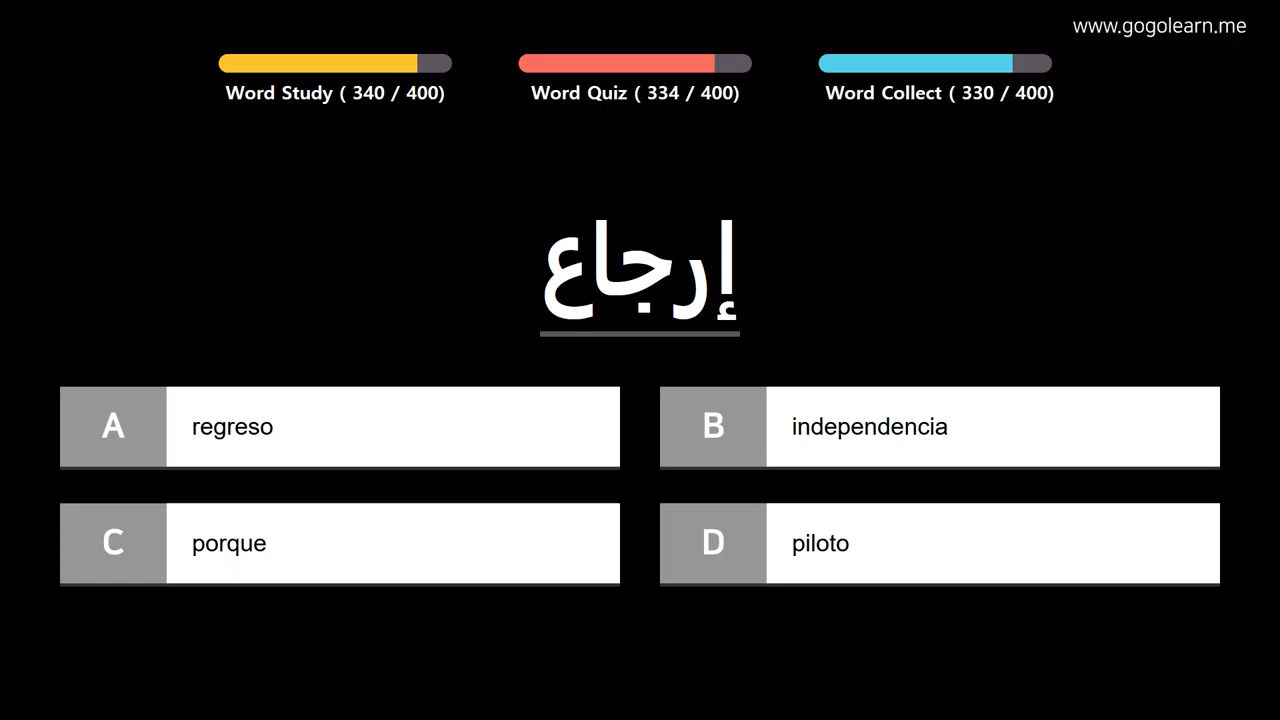 www.gogolearn.me
Word Study ( 340 / 400)
Word Quiz ( 334 / 400)
Word Collect ( 330 / 400)
إرجاع
A regreso
B independencia
C porque
D piloto